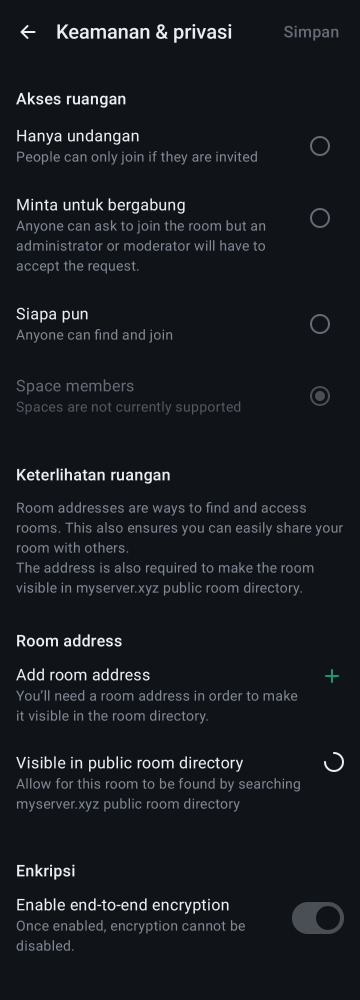 Keamanan & privasi
Simpan
Akses ruangan
Hanya undangan
People can only join if they are invited
Minta untuk bergabung
Anyone can ask to join the room but an
administrator or moderator will have to
accept the request.
Siapa pun
Anyone can find and join
Space members
Spaces are not currently supported
Keterlihatan ruangan
Room addresses are ways to find and access
rooms. This also ensures you can easily share your
room with others.
The address is also required to make the room
visible in myserver.xyz public room directory.
Room address
Add room address
You’ll need a room address in order to make
it visible in the room directory.
Visible in public room directory
Allow for this room to be found by searching
myserver.xyz public room directory
Enkripsi
Enable end-to-end encryption
Once enabled, encryption cannot be
disabled.